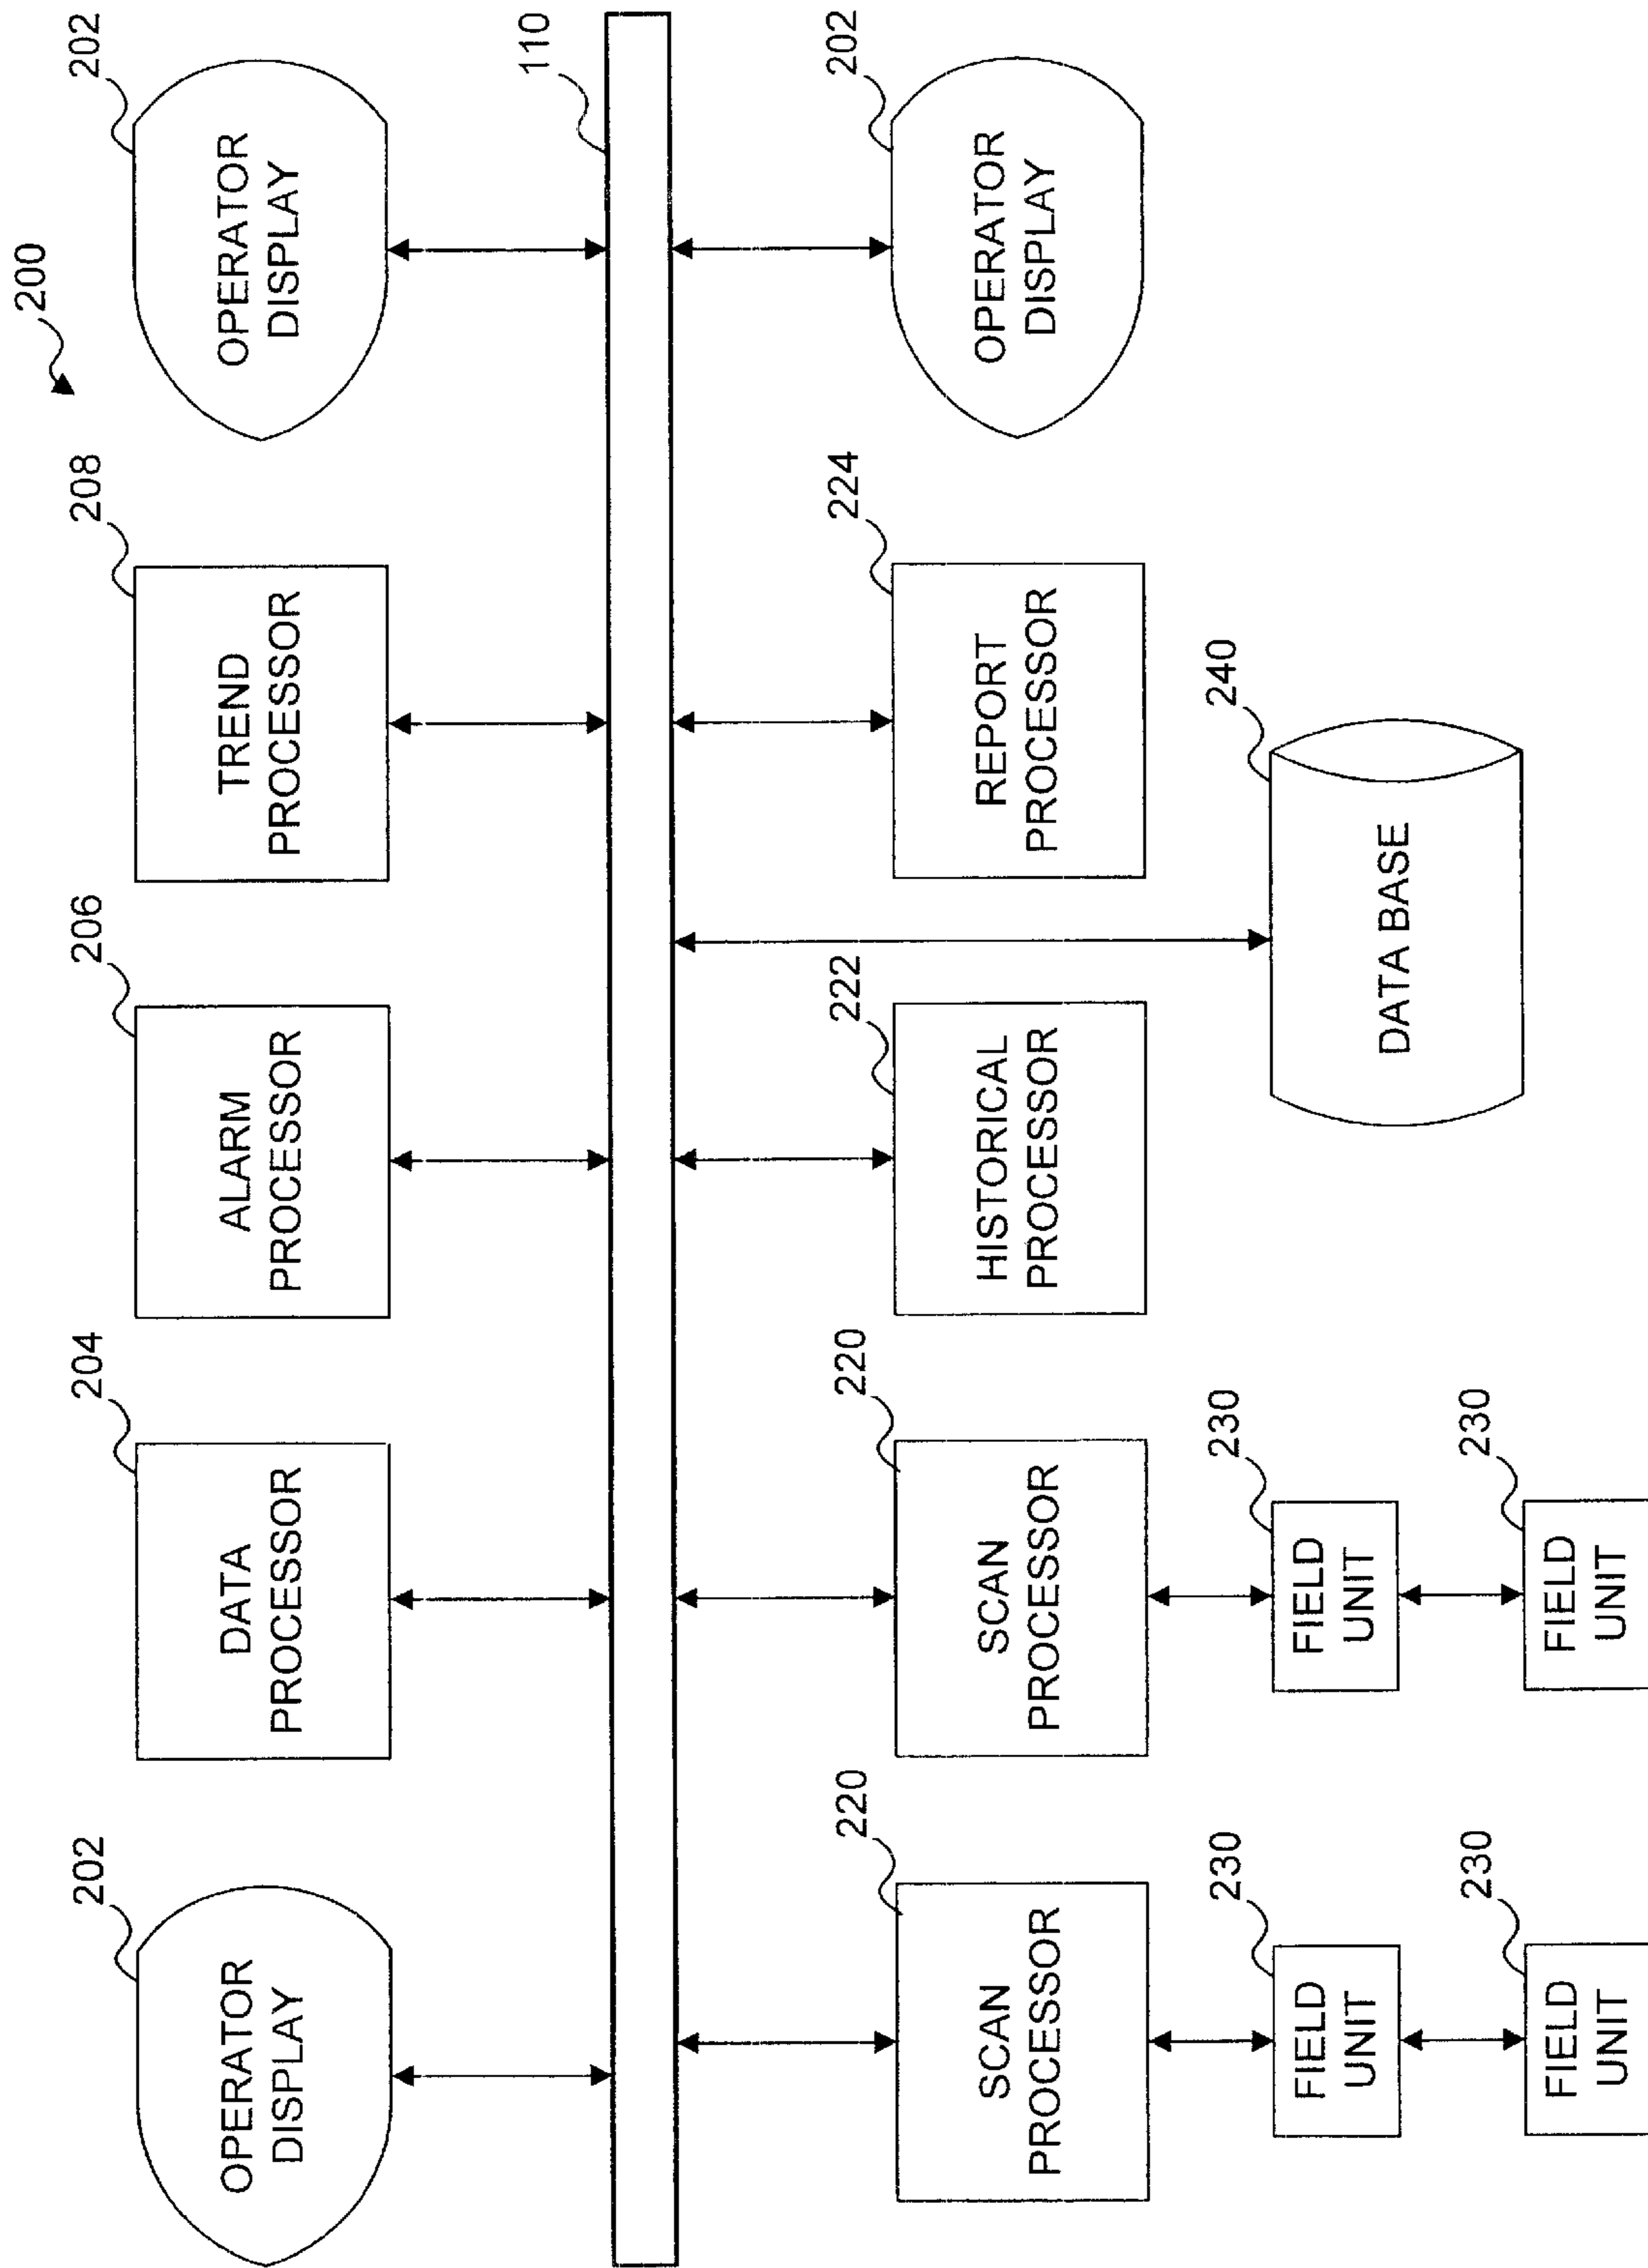 200
202
OPERATOR
DISPLAY
204
DATA
PROCESSOR
206
ALARM
PROCESSOR
208
TREND
PROCESSOR
202
OPERATOR
DISPLAY
110
220
SCAN
PROCESSOR
220
SCAN
PROCESSOR
222
HISTORICAL
PROCESSOR
224
REPORT
PROCESSOR
202
OPERATOR
DISPLAY
230
FIELD
UNIT
230
FIELD
UNIT
240
DATA BASE
230
FIELD
UNIT
230
FIELD
UNIT